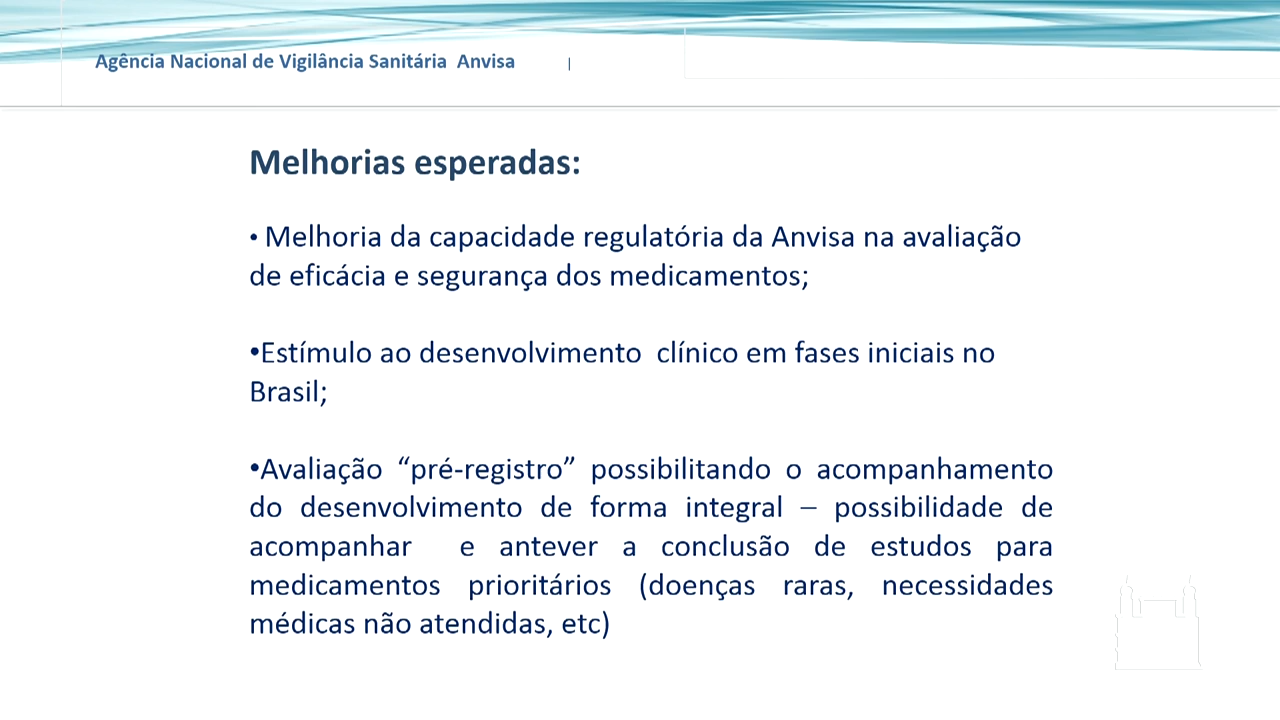 Agência Nacional de Vigilância Sanitária Anvisa |
Melhorias esperadas:
• Melhoria da capacidade regulatória da Anvisa na avaliação
de eficácia e segurança dos medicamentos;
•Estímulo ao desenvolvimento clínico em fases iniciais no
Brasil;
•Avaliação “pré-registro” possibilitando o acompanhamento
do desenvolvimento de forma integral – possibilidade de
acompanhar e antever a conclusão de estudos para
medicamentos prioritários (doenças raras, necessidades
médicas não atendidas, etc)